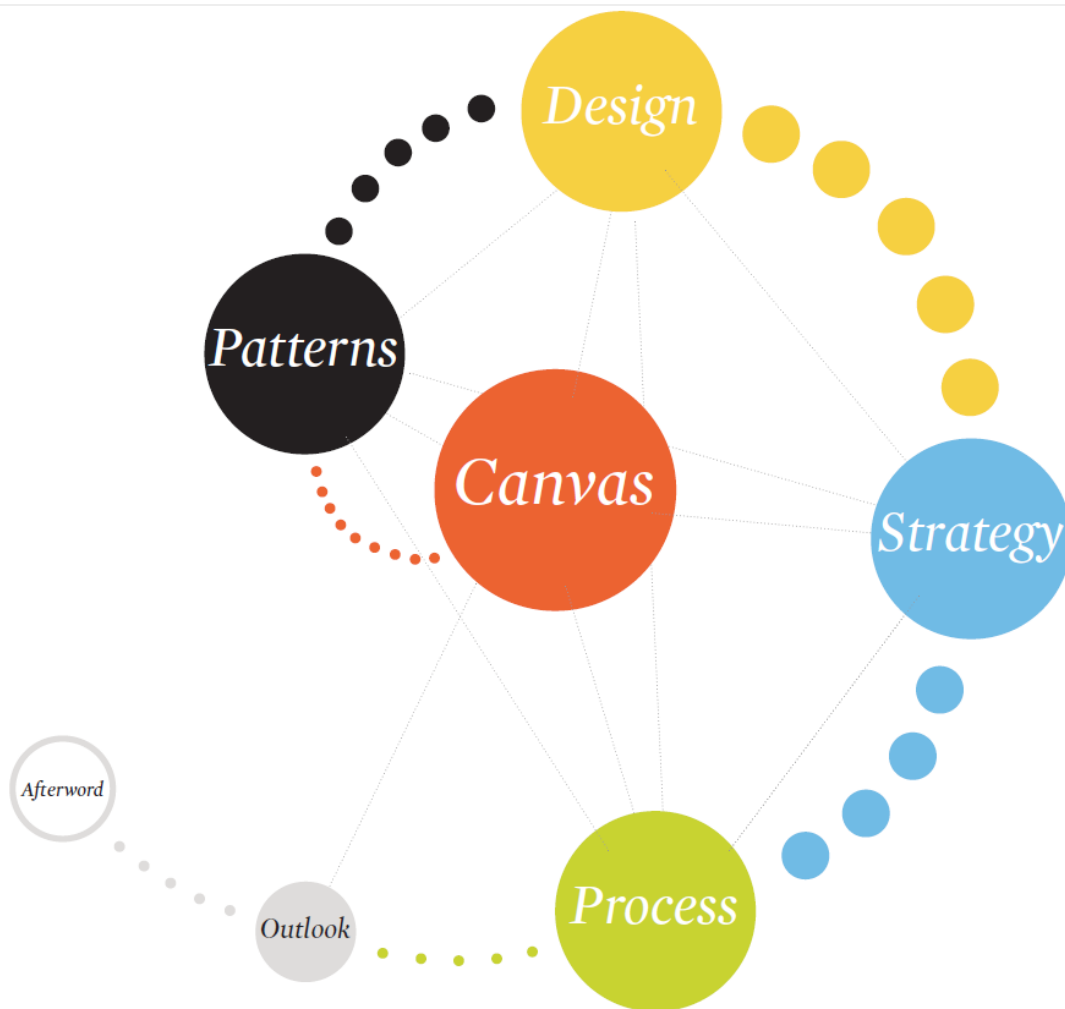 Design
Patterns
Canvas
Strategy
Afterword
Process
Outlook